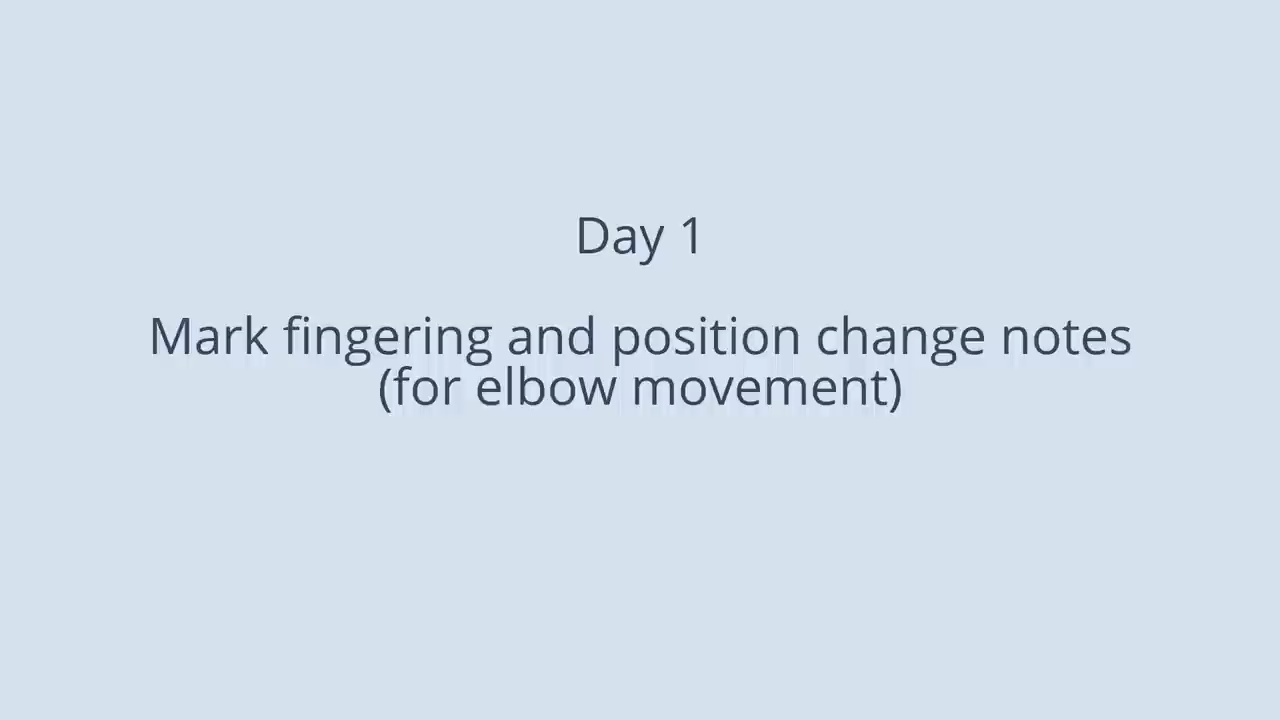 Day 1
Mark fingering and position change notes
(for elbow movement)